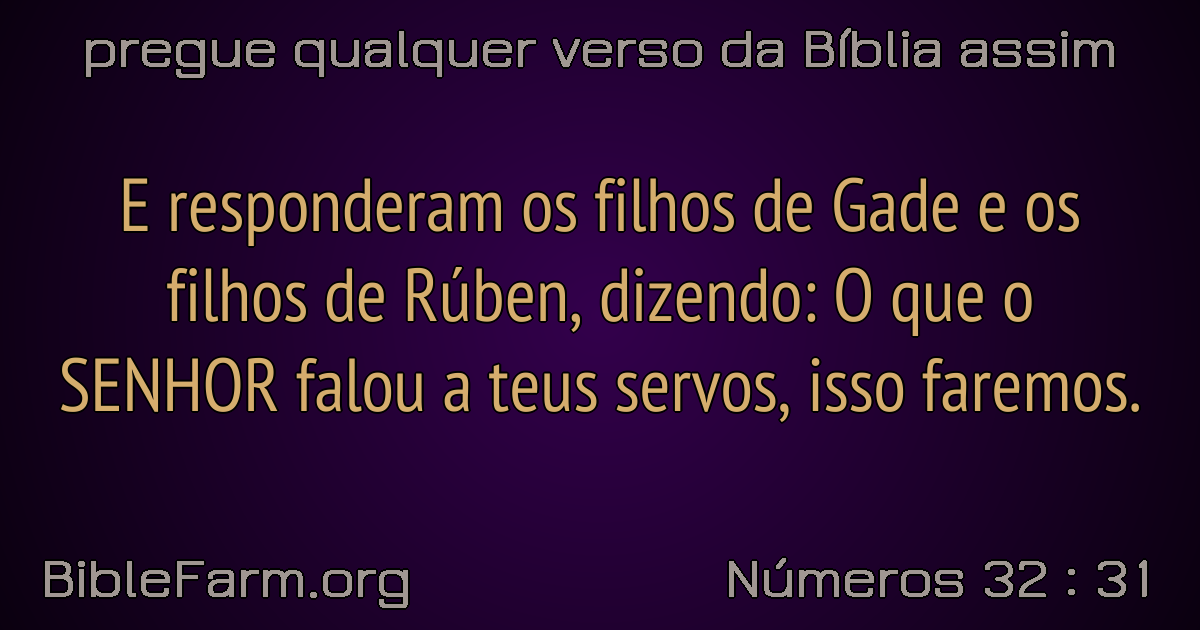 pregue qualquer verso da Bíblia assim
E responderam os filhos de Gade e os
filhos de Rúben, dizendo: O que o
SENHOR falou a teus servos, isso faremos.
BibleFarm.org
Números 32 : 31